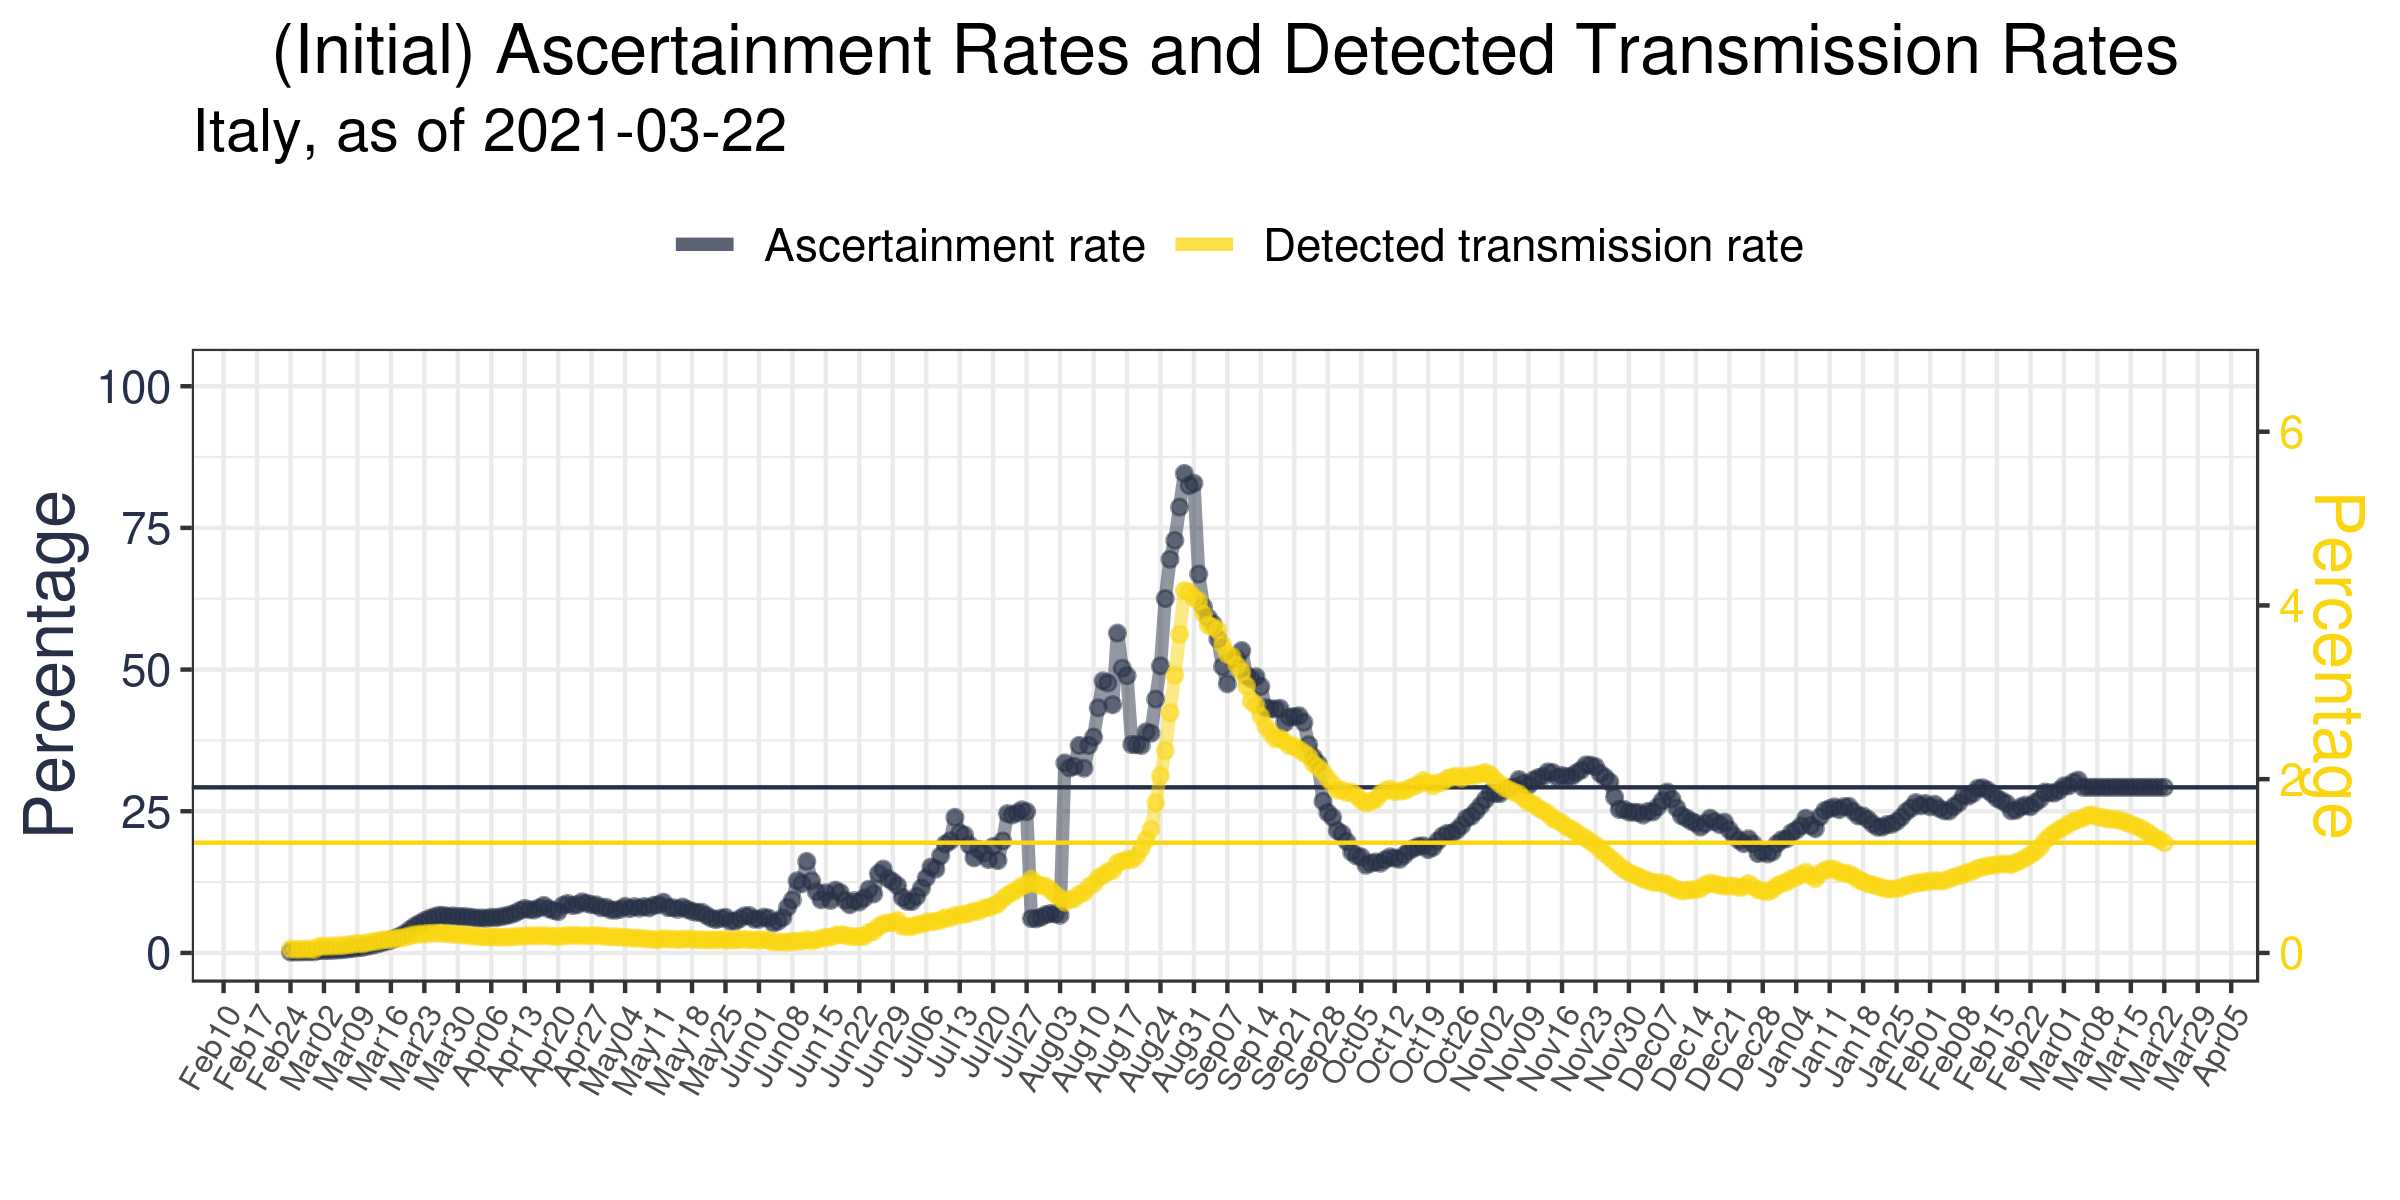 (Initial) Ascertainment Rates and Detected Transmission Rates
Italy, as of 2021-03-22
Ascertainment rate Detected transmission rate
Percentage
100
75
50
25
0
6
4
2
0
Percentage
Feb10 Feb17 Feb24 Mar02 Mar09 Mar16 Mar23 Mar30 Apr06 Apr13 Apr20 Apr27 May04 May11 May18 May25 Jun01 Jun08 Jun15 Jun22 Jun29 Jul06 Jul13 Jul20 Jul27 Aug03 Aug10 Aug17 Aug24 Aug31 Sep07 Sep14 Sep21 Sep28 Oct05 Oct12 Oct19 Oct26 Nov02 Nov09 Nov16 Nov23 Nov30 Dec07 Dec14 Dec21 Dec28 Jan04 Jan11 Jan18 Jan25 Feb01 Feb08 Feb15 Feb22 Mar01 Mar08 Mar15 Mar22 Mar29 Apr05